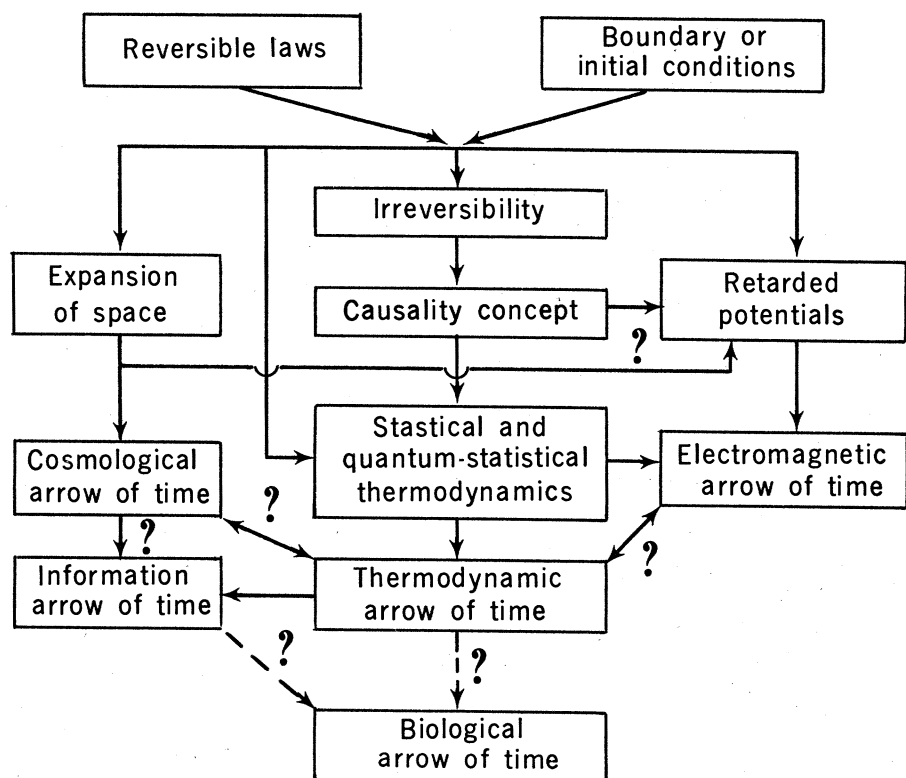 Reversible laws
Boundary or
initial conditions
Irreversibility
Expansion
of space
Causality concept
Retarded
potentials
?
Stastical and
quantum-statistical
thermodynamics
Cosmological
arrow of time
Electromagnetic
arrow of time
?
?
?
Information
arrow of time
Thermodynamic
arrow of time
?
?
Biological
arrow of time